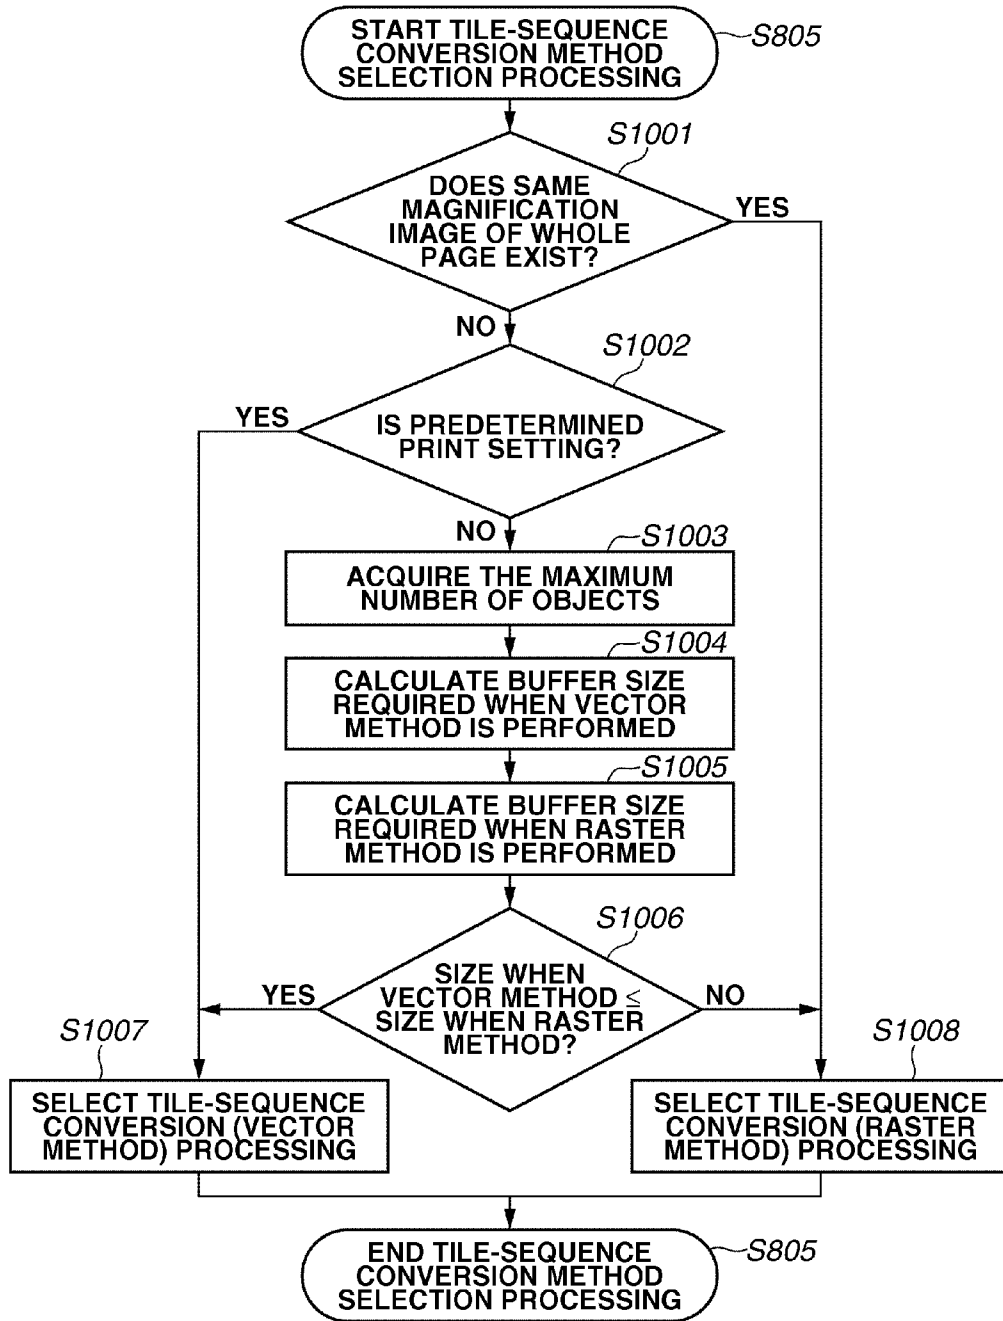 START TILE-SEQUENCE
CONVERSION METHOD
SELECTION PROCESSING
S805
S1001
DOES SAME
MAGNIFICATION
IMAGE OF WHOLE
PAGE EXIST?
YES
NO
S1002
YES
IS PREDETERMINED
PRINT SETTING?
NO
S1003
ACQUIRE THE MAXIMUM
NUMBER OF OBJECTS
S1004
CALCULATE BUFFER SIZE
REQUIRED WHEN VECTOR
METHOD IS PERFORMED
S1005
CALCULATE BUFFER SIZE
REQUIRED WHEN RASTER
METHOD IS PERFORMED
S1006
SIZE WHEN
VECTOR METHOD ≤
SIZE WHEN RASTER
METHOD?
YES
NO
S1007
SELECT TILE-SEQUENCE
CONVERSION (VECTOR
METHOD) PROCESSING
S1008
SELECT TILE-SEQUENCE
CONVERSION (RASTER
METHOD) PROCESSING
END TILE-SEQUENCE
CONVERSION METHOD
SELECTION PROCESSING
S805